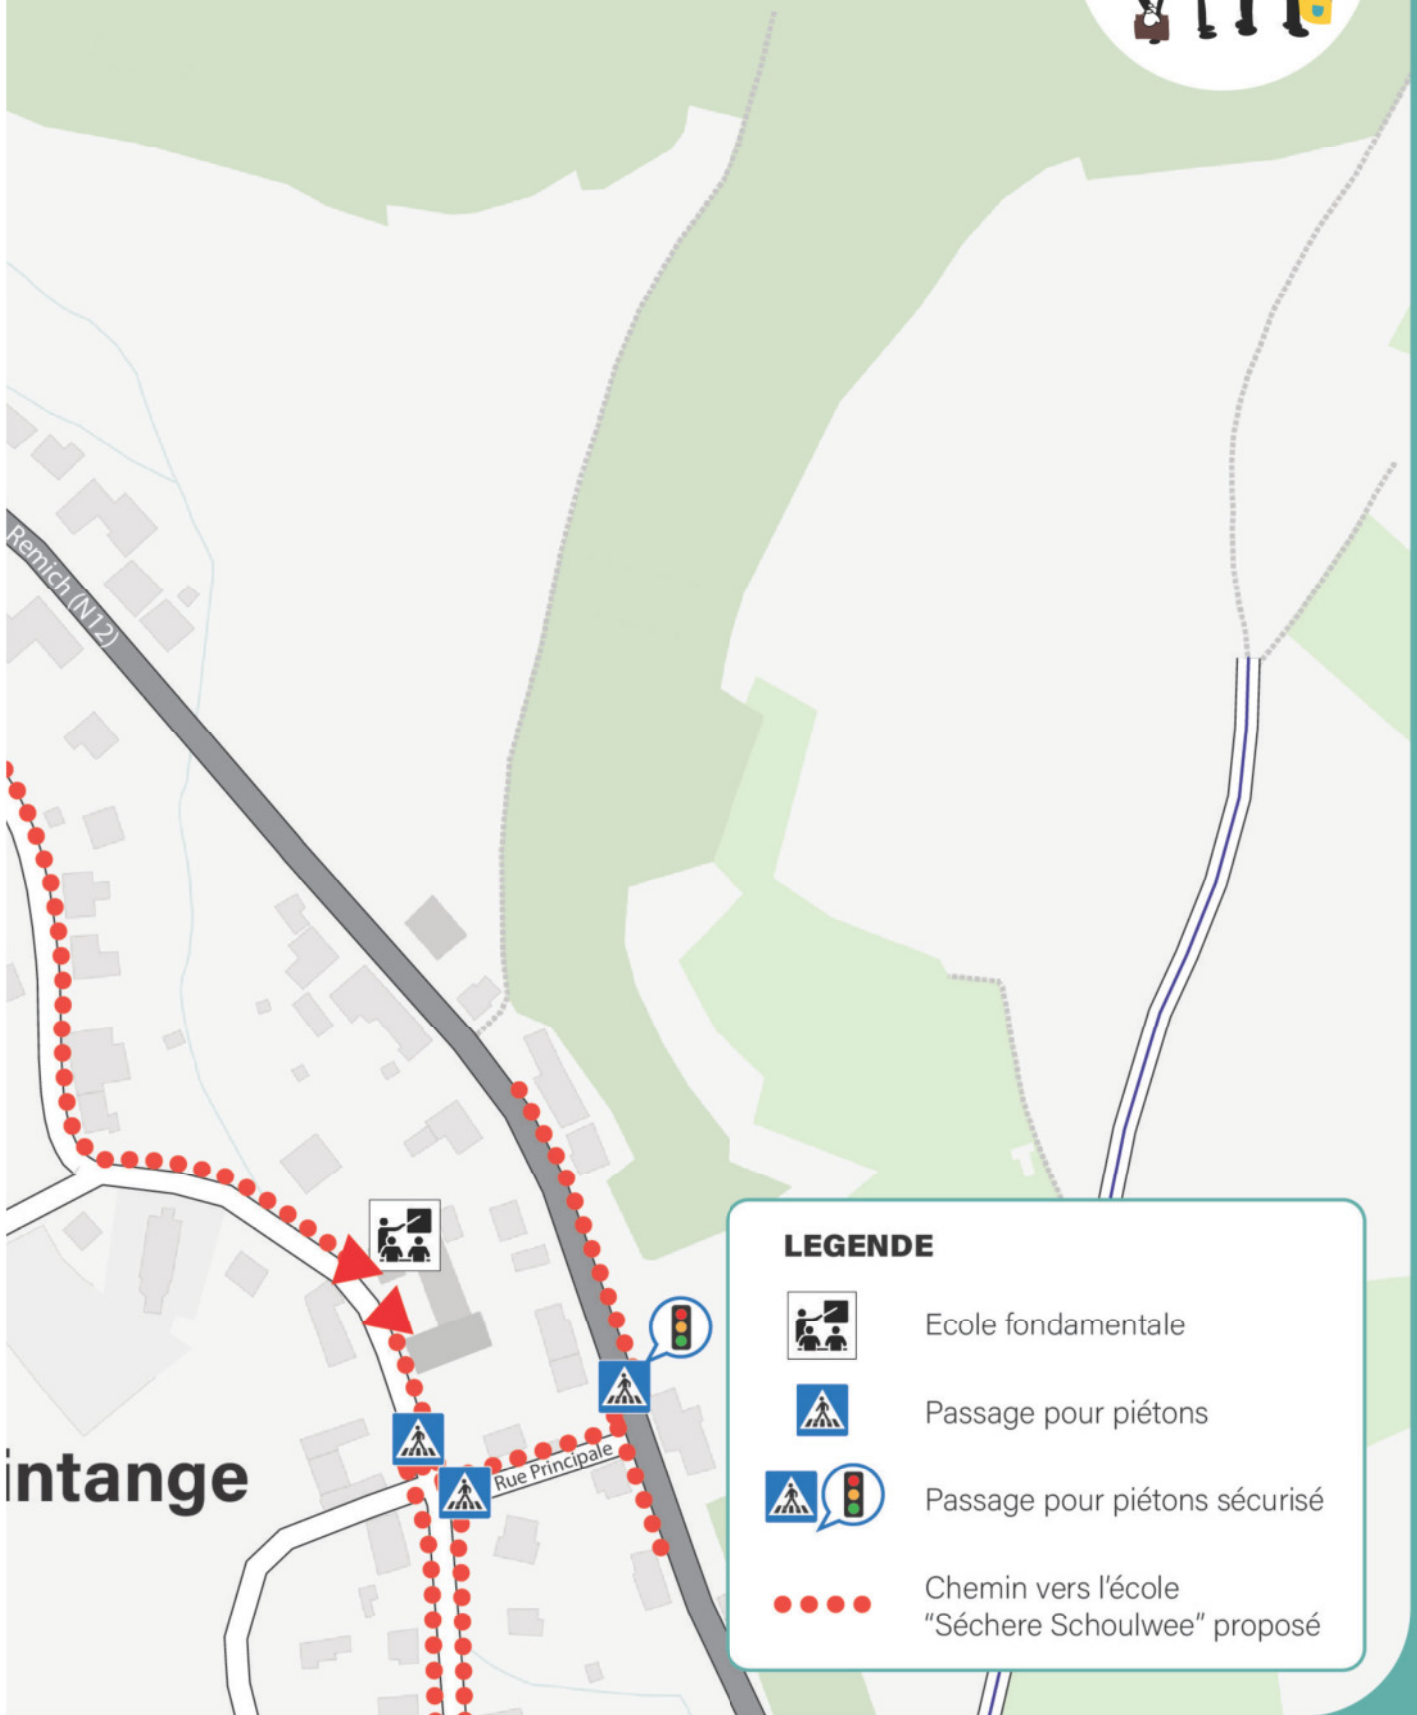 Remich (N12)
Rue Principale
intange
LEGENDE
Ecole fondamentale
Passage pour piétons
Passage pour piétons sécurisé
Chemin vers l'école
"Séchere Schoulwee" proposé